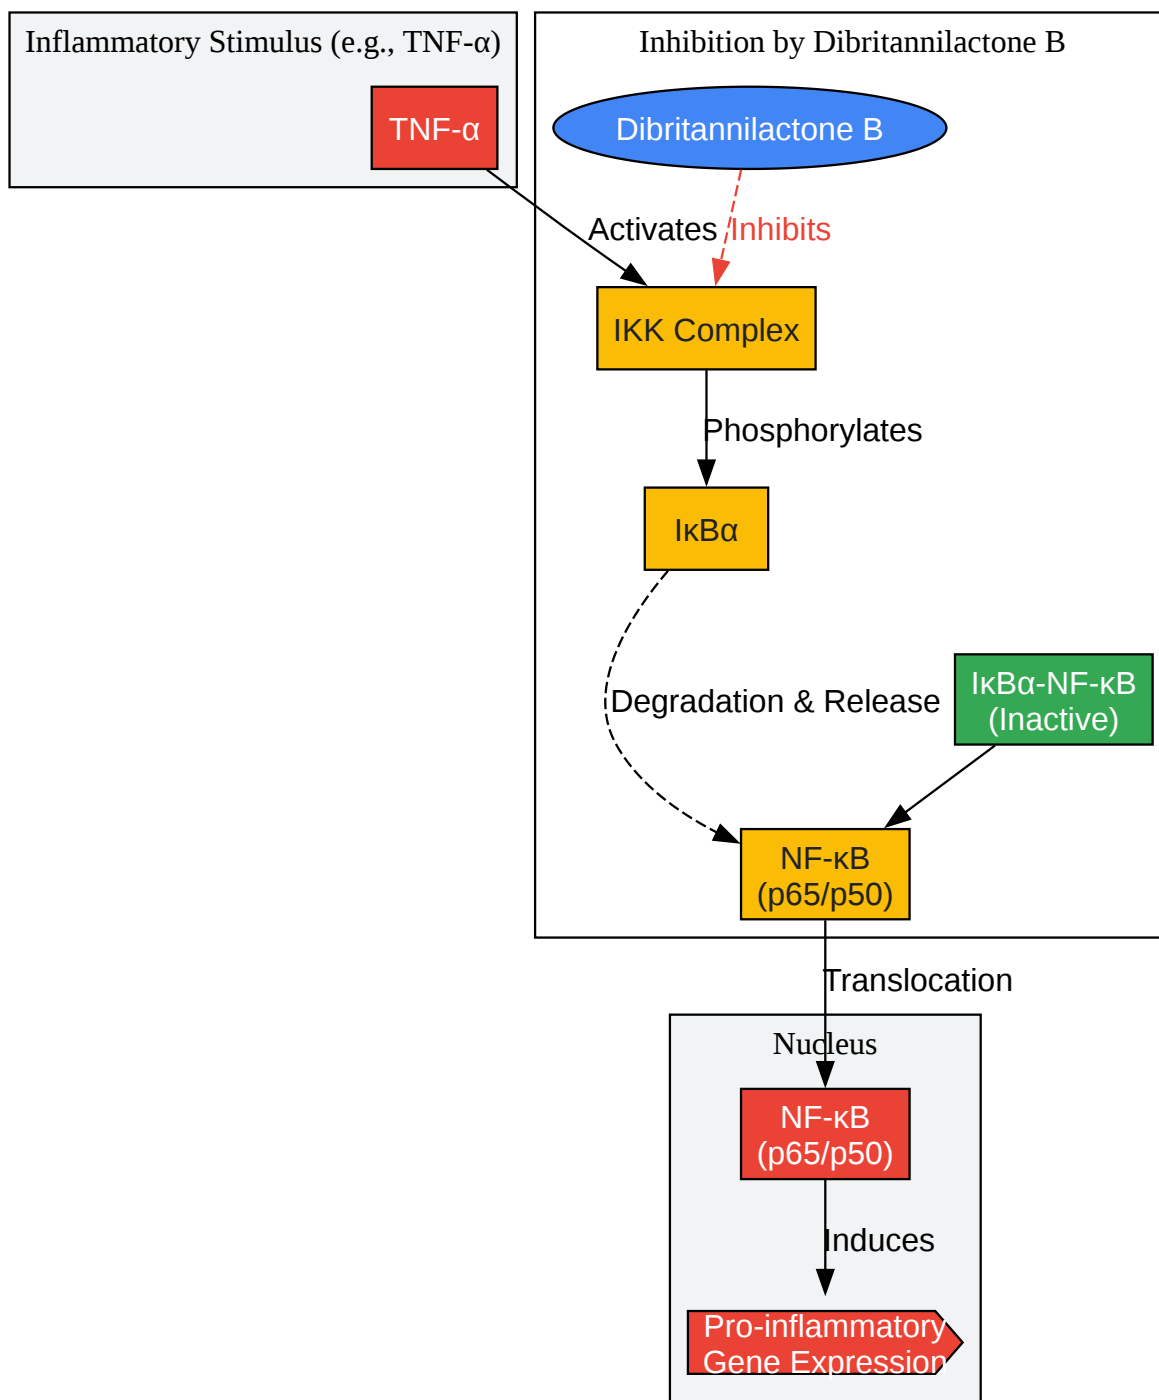 Inflammatory Stimulus (e.g., TNF-α)
Inhibition by Dibritannilactone B
TNF-α
Dibritannilactone B
Activates
Inhibits
IKK Complex
Phosphorylates
IκBα
Degradation & Release
IκBα-NF-κB
(Inactive)
NF-κB
(p65/p50)
Translocation
Nucleus
NF-κB
(p65/p50)
Induces
Pro-inflammatory
Gene Expression